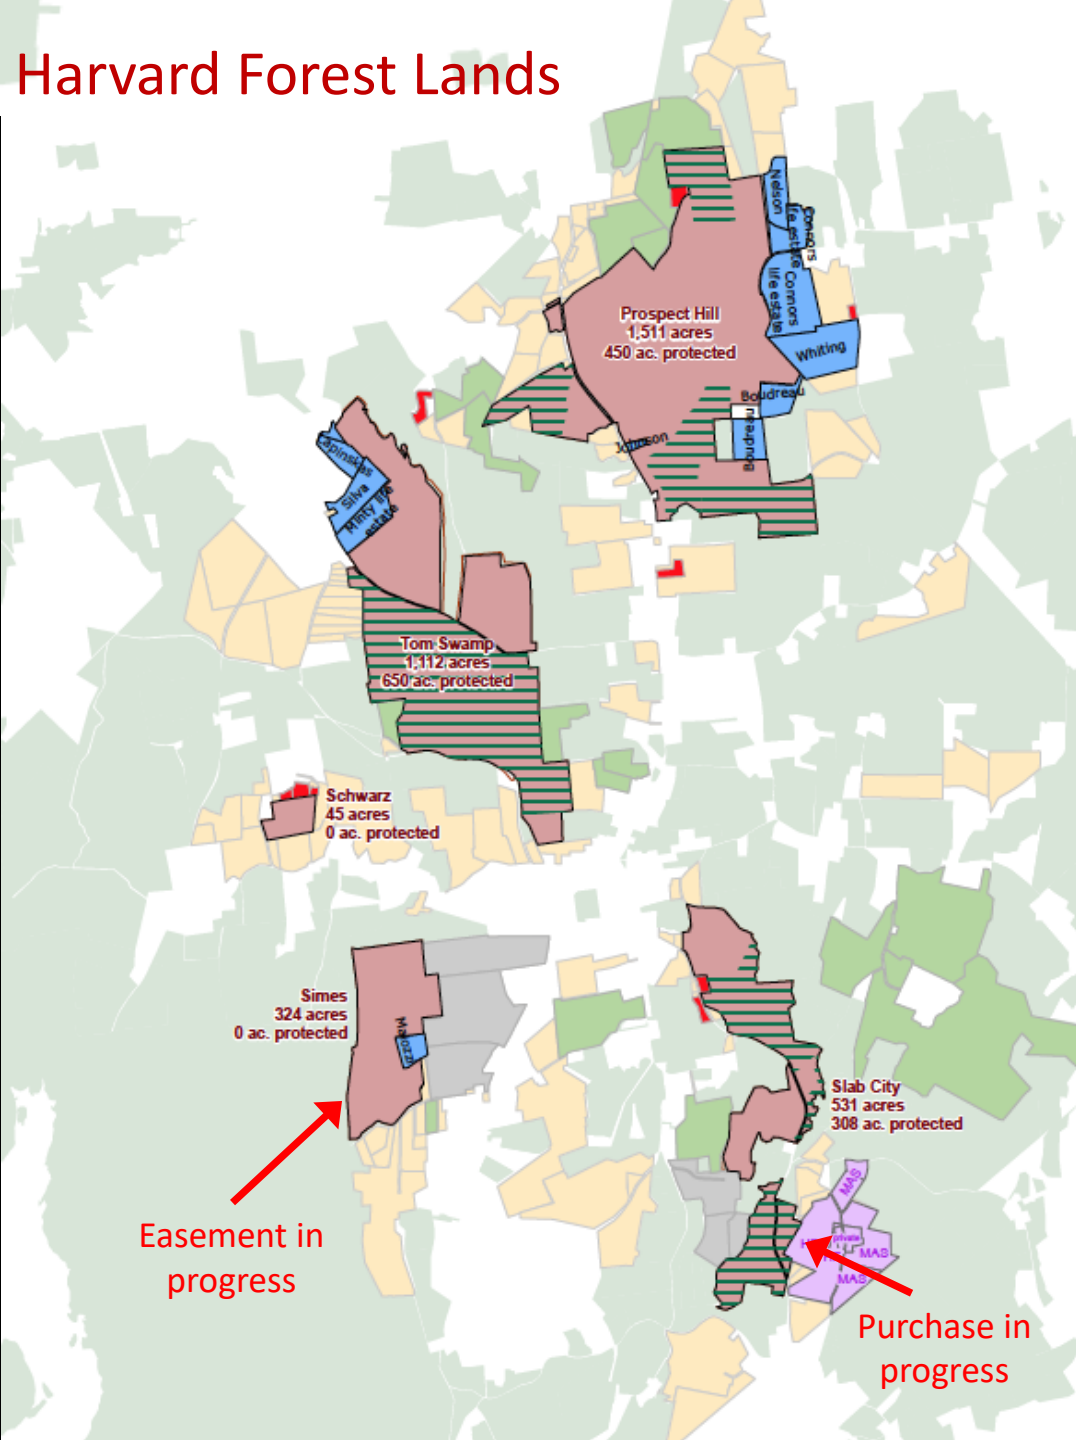 Harvard Forest Lands
Nelson
Connors
life estate
Connors
life estate
Prospect Hill
1,511 acres
450 ac. protected
Whiting
Boudreau
Boudreau
Johnson
Lapinskas
Silva
Minty life
estate
Tom Swamp
1,112 acres
650 ac. protected
Schwarz
45 acres
0 ac. protected
Simes
324 acres
0 ac. protected
Slab City
531 acres
308 ac. protected
MAS
private
MAS
MAS
Easement in
progress
Purchase in
progress